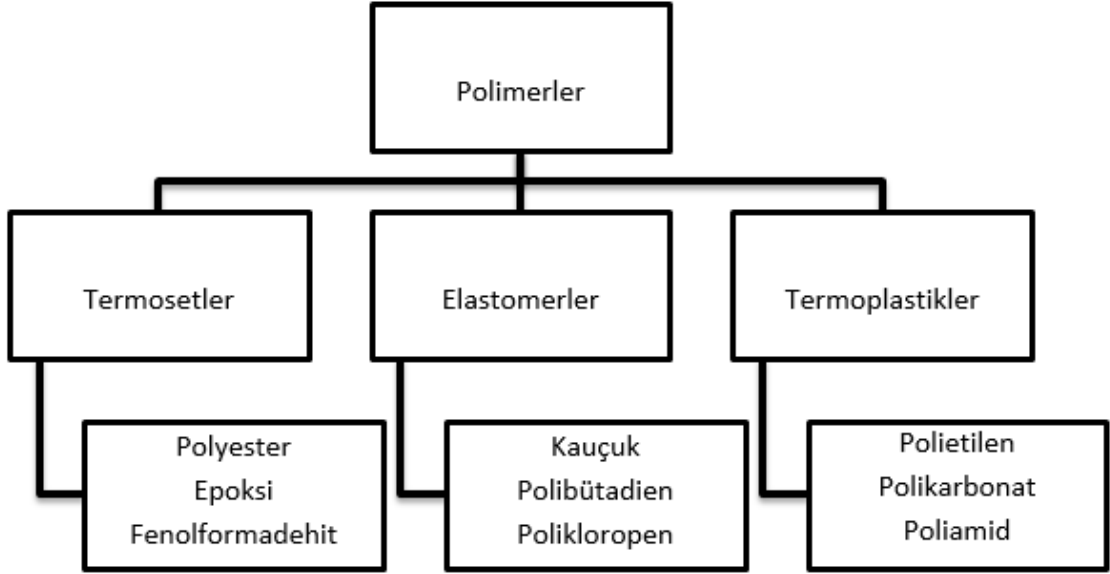 Polimerler
Termosetler
Elastomerler
Termoplastikler
Polyester
Epoksi
Fenolformadehit
Kauçuk
Polibütadien
Polikloropen
Polietilen
Polikarbonat
Poliamid